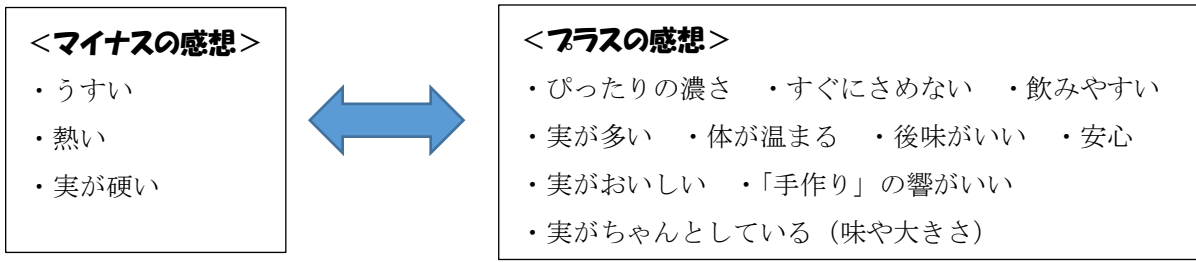 ＜マイナスの感想＞
・うすい
・熱い
・実が硬い
＜プラスの感想＞
・ぴったりの濃さ　・すぐにさめない　・飲みやすい
・実が多い　・体が温まる　・後味がいい　・安心
・実がおいしい　・「手作り」の響がいい
・実がちゃんとしている（味や大きさ）